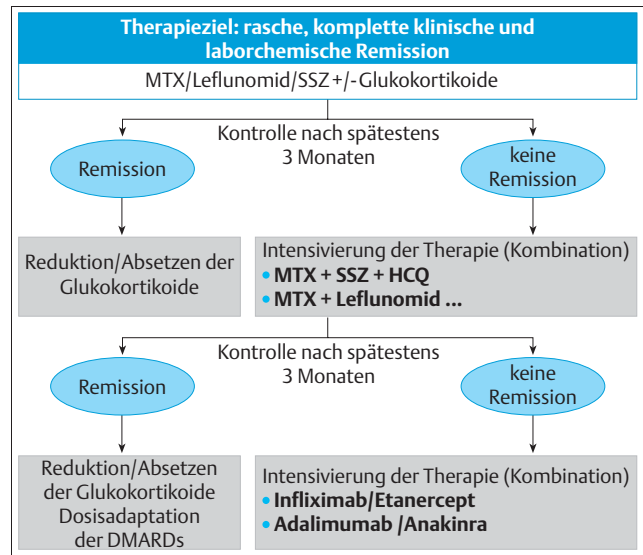 Therapieziel: rasche, komplette klinische und
laborchemische Remission
MTX/Leflunomid/SSZ +/- Glukokortikoide
Kontrolle nach spätestens
3 Monaten
Remission
keine
Remission
Reduktion/Absetzen der
Glukokortikoide
Intensivierung der Therapie (Kombination)
• MTX + SSZ + HCQ
• MTX + Leflunomid ...
Kontrolle nach spätestens
3 Monaten
Remission
keine
Remission
Reduktion/Absetzen
der Glukokortikoide
Dosisadaptation
der DMARDs
Intensivierung der Therapie (Kombination)
• Infliximab/Etanercept
• Adalimumab /Anakinra